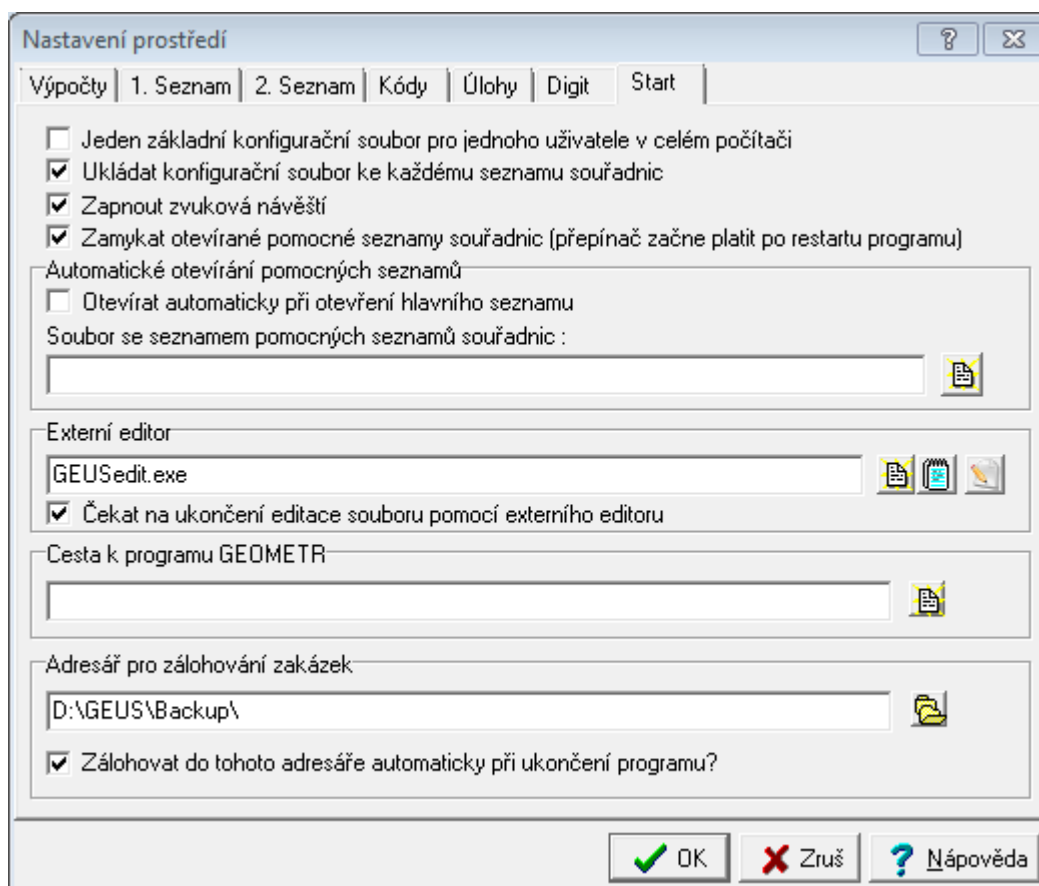 Nastavení prostředí
Výpočty 1. Seznam 2. Seznam Kódy Úlohy Digit Start
Jeden základní konfigurační soubor pro jednoho uživatele v celém počítači
Ukládat konfigurační soubor ke každému seznamu souřadnic
Zapnout zvuková návěští
Zamykat otevírané pomocné seznamy souřadnic (přepínač začne platit po restartu programu)
Automatické otevírání pomocných seznamů
Otevírat automaticky při otevření hlavního seznamu
Soubor se seznamem pomocných seznamů souřadnic :
Externí editor
GEUSedit.exe
Čekat na ukončení editace souboru pomocí externího editoru
Cesta k programu GEOMETR
Adresář pro zálohování zakázek
D:\GEUS\Backup\
Zálohovat do tohoto adresáře automaticky při ukončení programu?
OK Zruš Nápověda